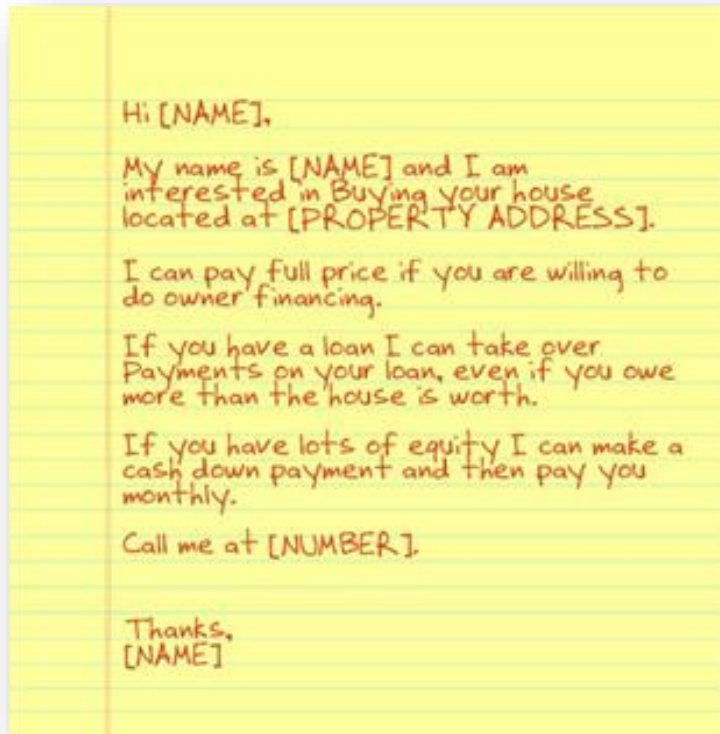 Hi [NAME],
My name is [NAME] and I am
interested in Buying your house
located at [PROPERTY ADDRESS].
I can pay full price if you are willing to
do owner financing.
If you have a loan I can take over
Payments on your loan, even if you owe
more than the house is worth.
If you have lots of equity I can make a
cash down payment and then pay you
monthly.
Call me at [NUMBER].
Thanks,
[NAME]